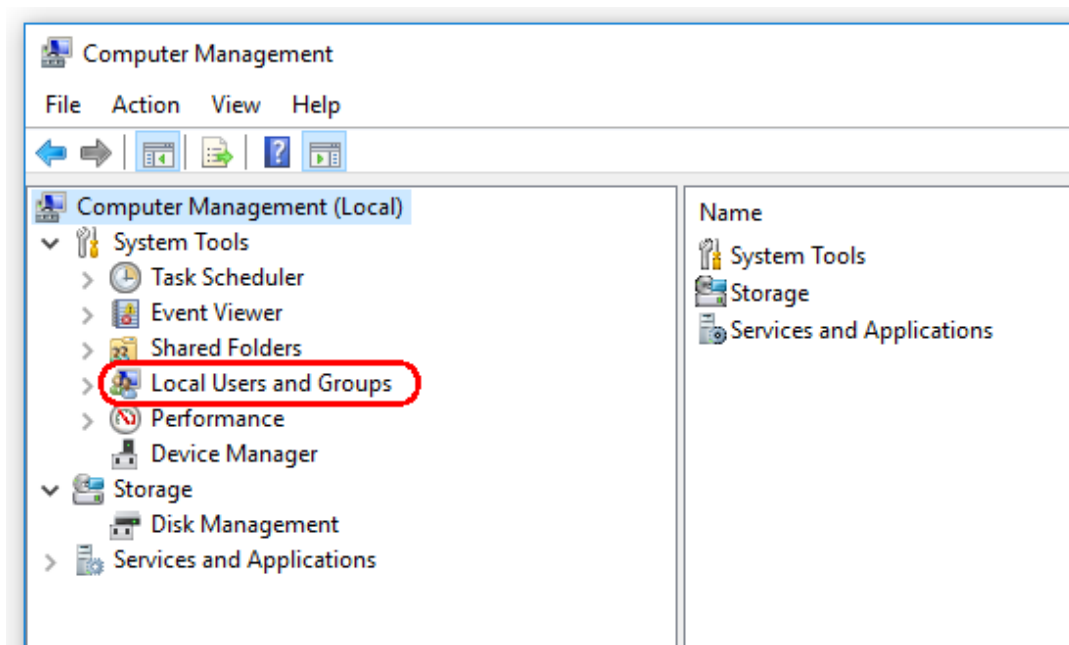 Computer Management
File Action View Help
Computer Management (Local)
System Tools
Task Scheduler
Event Viewer
Shared Folders
Local Users and Groups
Performance
Device Manager
Storage
Disk Management
Services and Applications
Name
System Tools
Storage
Services and Applications